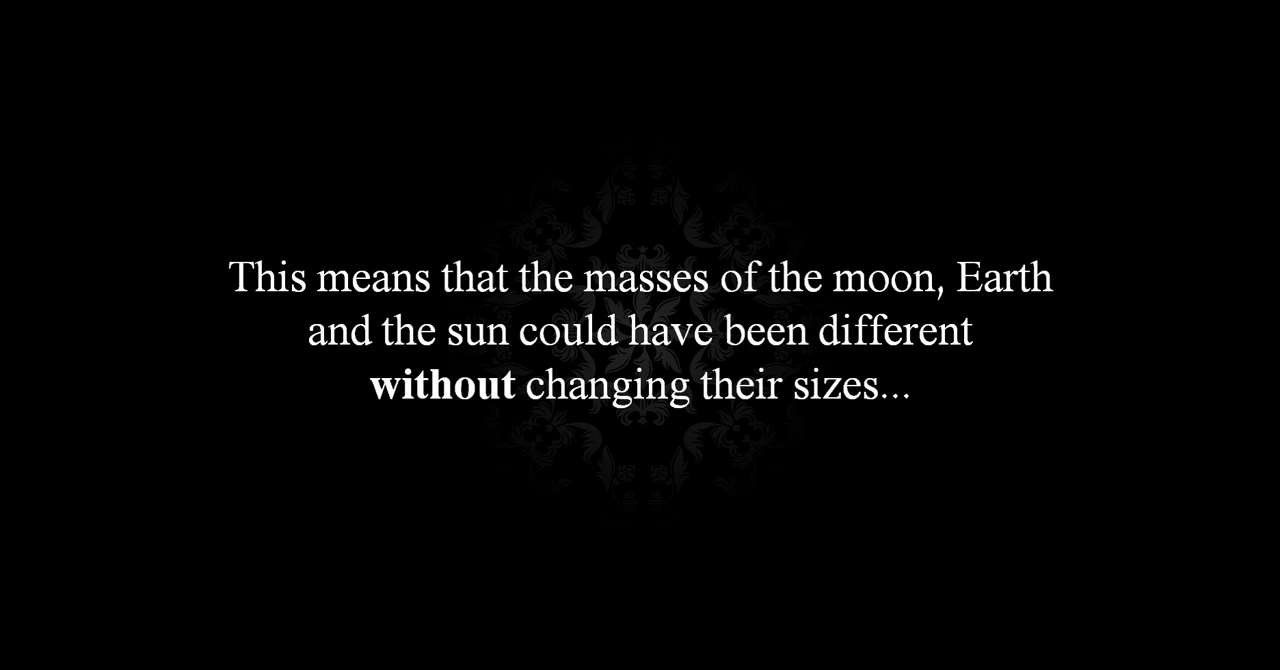 This means that the masses of the moon, Earth
and the sun could have been different
without changing their sizes...